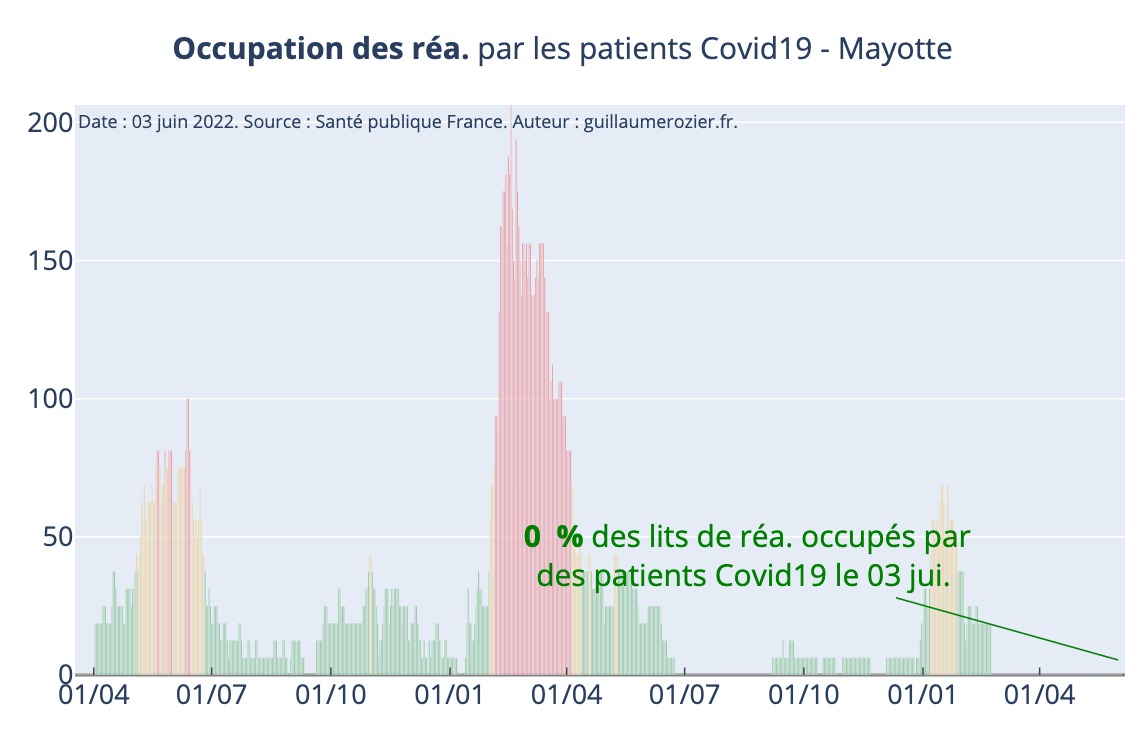 Occupation des réa. par les patients Covid19 - Mayotte
200
Date : 03 juin 2022. Source : Santé publique France. Auteur : guillaumerozier.fr.
150
100
50
0 % des lits de réa. occupés par
des patients Covid19 le 03 jui.
0
01/04 01/07 01/10 01/01 01/04 01/07 01/10 01/01 01/04